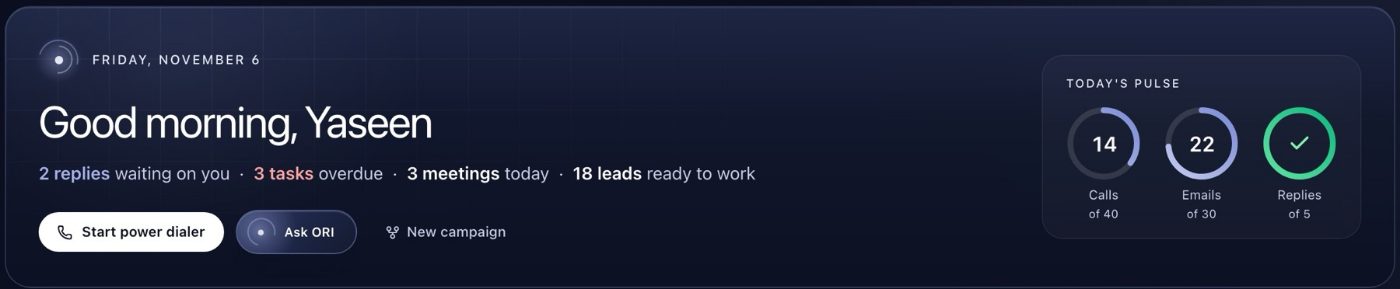 FRIDAY, NOVEMBER 6
Good morning, Yaseen
2 replies waiting on you · 3 tasks overdue · 3 meetings today · 18 leads ready to work
Start power dialer
Ask ORI
New campaign
TODAY'S PULSE
14
22
Calls
Emails
Replies
of 40
of 30
of 5